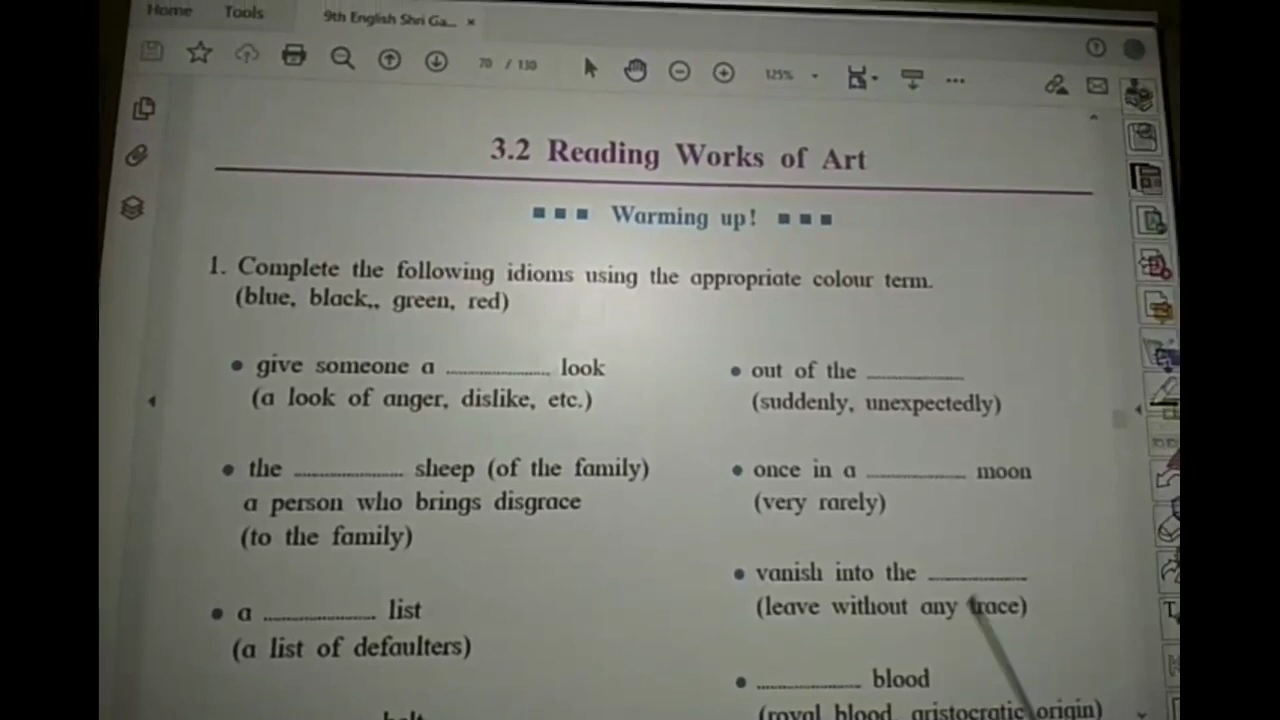 Home Tools 9th English Shri Ga... ×
70 / 130 125%
3.2 Reading Works of Art
Warming up!
1. Complete the following idioms using the appropriate colour term.
(blue, black,, green, red)
• give someone a .................... look
(a look of anger, dislike, etc.)
• the .................... sheep (of the family)
a person who brings disgrace
(to the family)
• a .................... list
(a list of defaulters)
• out of the ....................
(suddenly, unexpectedly)
• once in a .................... moon
(very rarely)
• vanish into the ....................
(leave without any trace)
• .................... blood
(royal blood, aristocratic origin)